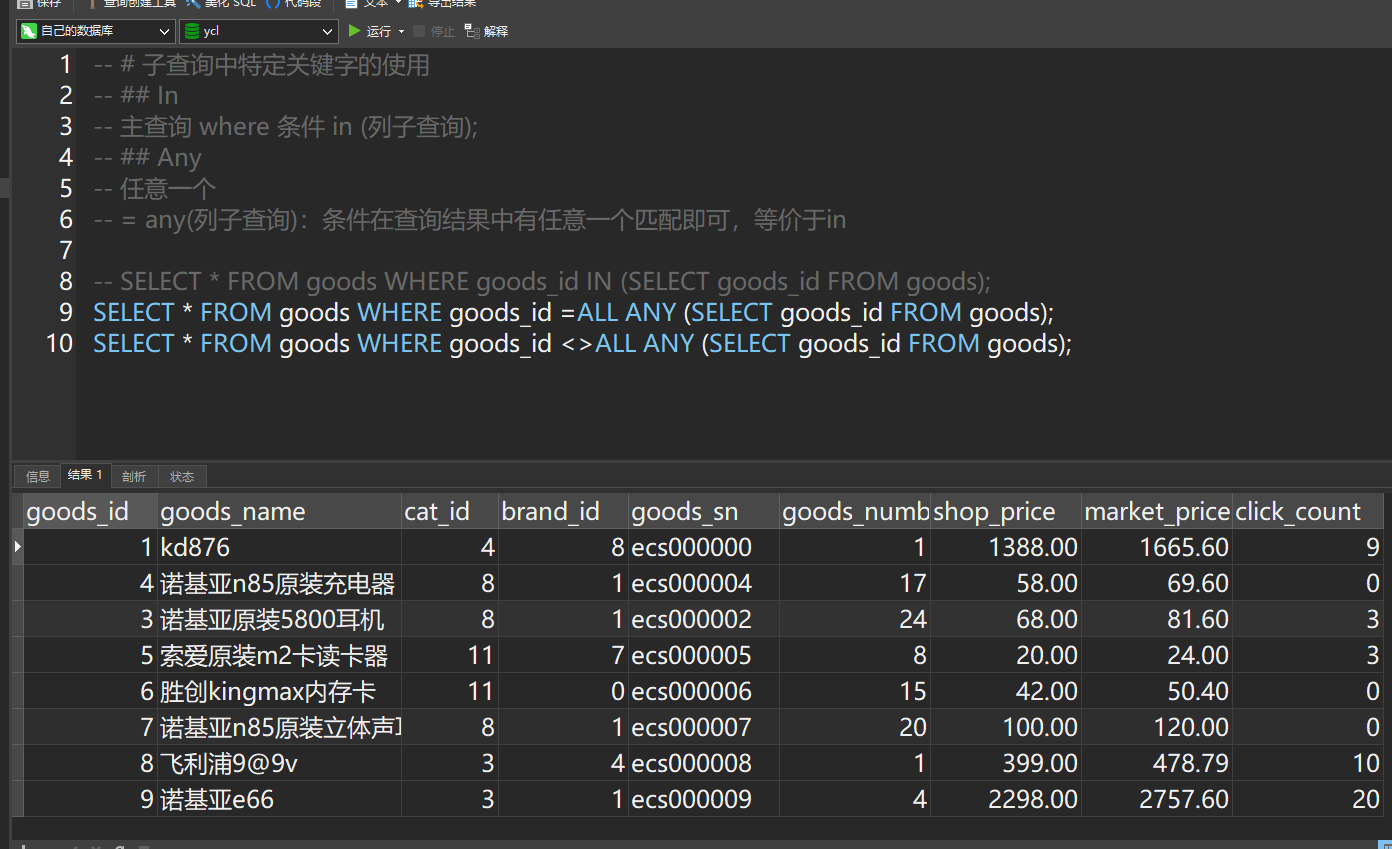 保存 查询创建工具 美化 SQL 代码段 文本 导出结果
自己的数据库 ycl 运行 停止 解释
1 -- # 子查询中特定关键字的使用
2 -- ## In
3 -- 主查询 where 条件 in (列子查询);
4 -- ## Any
5 -- 任意一个
6 -- = any(列子查询)：条件在查询结果中有任意一个匹配即可，等价于in
7
8 -- SELECT * FROM goods WHERE goods_id IN (SELECT goods_id FROM goods);
9 SELECT * FROM goods WHERE goods_id =ALL ANY (SELECT goods_id FROM goods);
10 SELECT * FROM goods WHERE goods_id <>ALL ANY (SELECT goods_id FROM goods);
信息 结果 1 剖析 状态
goods_id goods_name cat_id brand_id goods_sn goods_numb shop_price market_price click_count
1 kd876 4 8 ecs000000 1 1388.00 1665.60 9
4 诺基亚n85原装充电器 8 1 ecs000004 17 58.00 69.60 0
3 诺基亚原装5800耳机 8 1 ecs000002 24 68.00 81.60 3
5 索爱原装m2卡读卡器 11 7 ecs000005 8 20.00 24.00 3
6 胜创kingmax内存卡 11 0 ecs000006 15 42.00 50.40 0
7 诺基亚n85原装立体声 8 1 ecs000007 20 100.00 120.00 0
8 飞利浦9@9v 3 4 ecs000008 1 399.00 478.79 10
9 诺基亚e66 3 1 ecs000009 4 2298.00 2757.60 20